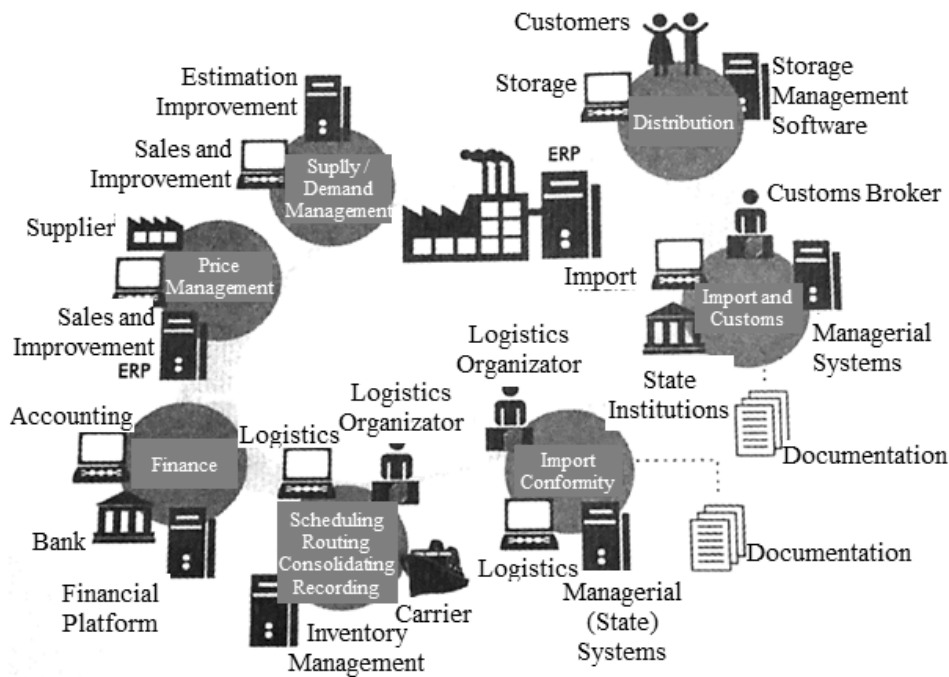 Customers
Estimation
Improvement
Storage
Storage
Management
Software
Distribution
Sales and
Improvement
Suplly /
Demand
Management
ERP
Customs Broker
Supplier
Price
Management
Import
Import and
Customs
Sales and
Improvement
ERP
Managerial
Systems
Logistics
Organizator
State
Institutions
Logistics
Organizator
Accounting
Logistics
Documentation
Finance
Import
Conformity
Scheduling
Routing
Consolidating
Recording
Bank
Documentation
Logistics
Financial
Platform
Carrier
Managerial
(State)
Systems
Inventory
Management